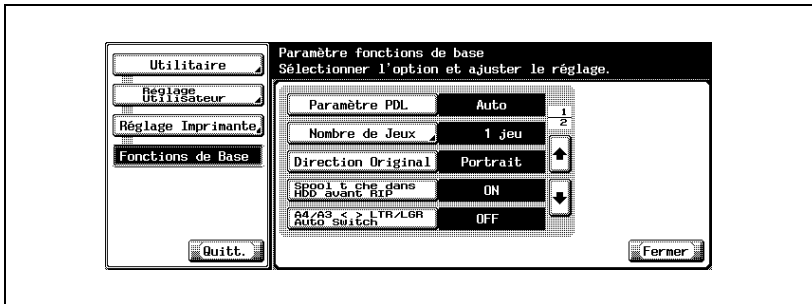 Utilitaire
Réglage
Utilisateur
Réglage Imprimante
Fonctions de Base
Quitt.
Paramètre fonctions de base
Sélectionner l'option et ajuster le réglage.
Paramètre PDL Auto
Nombre de Jeux 1 jeu
Direction Original Portrait
Spool t che dans
HDD avant RIP ON
A4/A3 < > LTR/LGR
Auto Switch OFF
1
2
Fermer